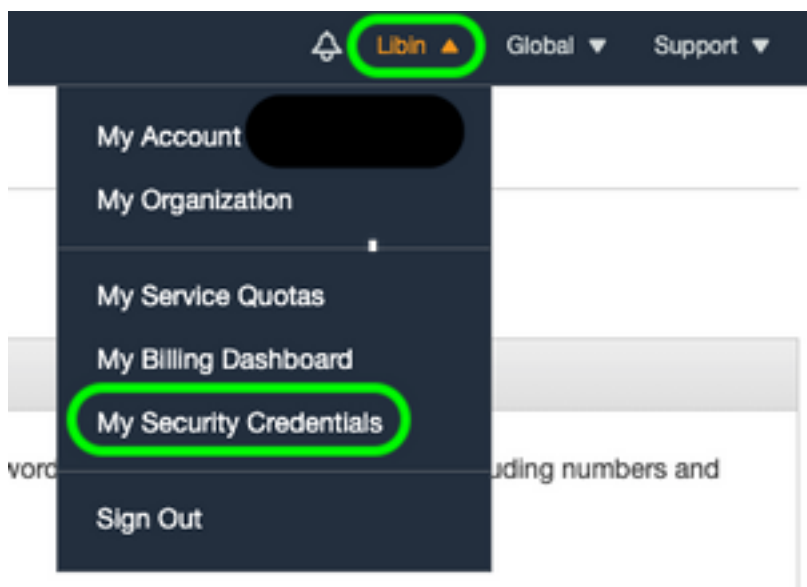 Libin ▲ Global ▼ Support ▼
My Account
My Organization
My Service Quotas
My Billing Dashboard
My Security Credentials
uding numbers and
Sign Out